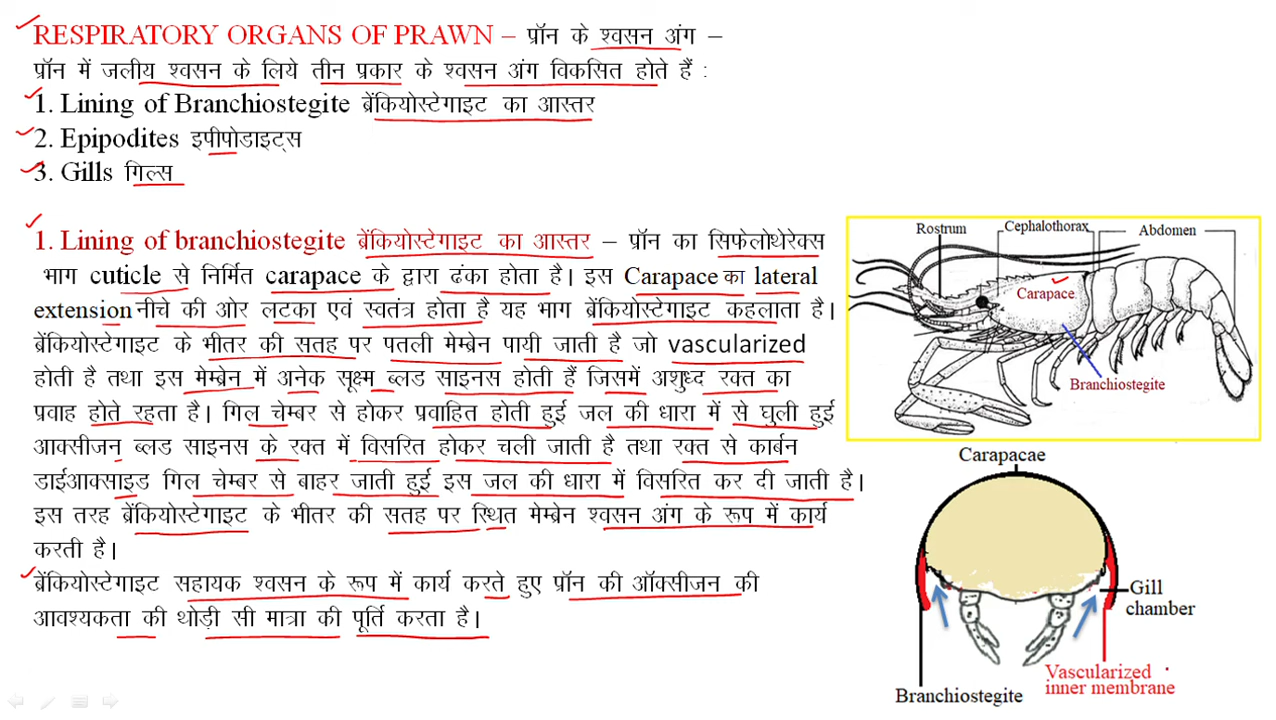 RESPIRATORY ORGANS OF PRAWN – प्रॉन के श्वसन अंग –
प्रॉन में जलीय श्वसन के लिये तीन प्रकार के श्वसन अंग विकसित होते हैं :
1. Lining of Branchiostegite ब्रेंकियोस्टेगाइट का आस्तर
2. Epipodites इपीपोडाइट्स
3. Gills गिल्स
1. Lining of branchiostegite ब्रेंकियोस्टेगाइट का आस्तर – प्रॉन का सिफेलोथेरेक्स
भाग cuticle से निर्मित carapace के द्वारा ढंका होता है। इस Carapace का lateral
extension नीचे की ओर लटका एवं स्वतंत्र होता है यह भाग ब्रेंकियोस्टेगाइट कहलाता है।
ब्रेंकियोस्टेगाइट के भीतर की सतह पर पतली मेम्ब्रेन पायी जाती है जो vascularized
होती है तथा इस मेम्ब्रेन में अनेक सूक्ष्म ब्लड साइनस होती हैं जिसमें अशुध्द रक्त का
प्रवाह होते रहता है। गिल चेम्बर से होकर प्रवाहित होती हुई जल की धारा में से घुली हुई
आक्सीजन ब्लड साइनस के रक्त में विसरित होकर चली जाती है तथा रक्त से कार्बन
डाईआक्साइड गिल चेम्बर से बाहर जाती हुई इस जल की धारा में विसरित कर दी जाती है।
इस तरह ब्रेंकियोस्टेगाइट के भीतर की सतह पर स्थित मेम्ब्रेन श्वसन अंग के रूप में कार्य
करती है।
ब्रेंकियोस्टेगाइट सहायक श्वसन के रूप में कार्य करते हुए प्रॉन की ऑक्सीजन की
आवश्यकता की थोड़ी सी मात्रा की पूर्ति करता है।
Rostrum
Cephalothorax
Abdomen
Carapace
Branchiostegite
Carapacae
Gill
chamber
Vascularized
inner membrane
Branchiostegite